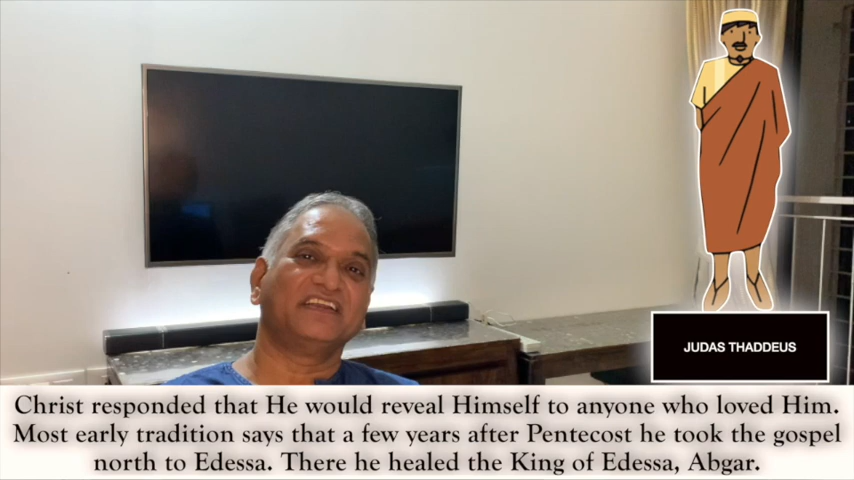 JUDAS THADDEUS
Christ responded that He would reveal Himself to anyone who loved Him.
Most early tradition says that a few years after Pentecost he took the gospel
north to Edessa. There he healed the King of Edessa, Abgar.